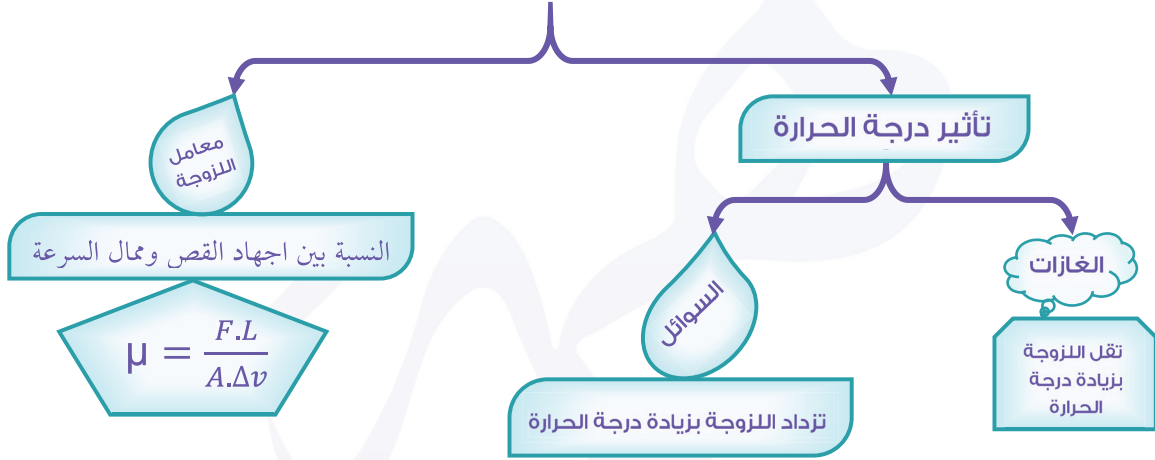 تأثير درجة الحرارة
الغازات
تقل اللزوجة
بزيادة درجة
الحرارة
السوائل
تزداد اللزوجة بزيادة درجة الحرارة
معامل
اللزوجة
النسبة بين اجهاد القص وممال السرعة
μ = F.L / A.Δv